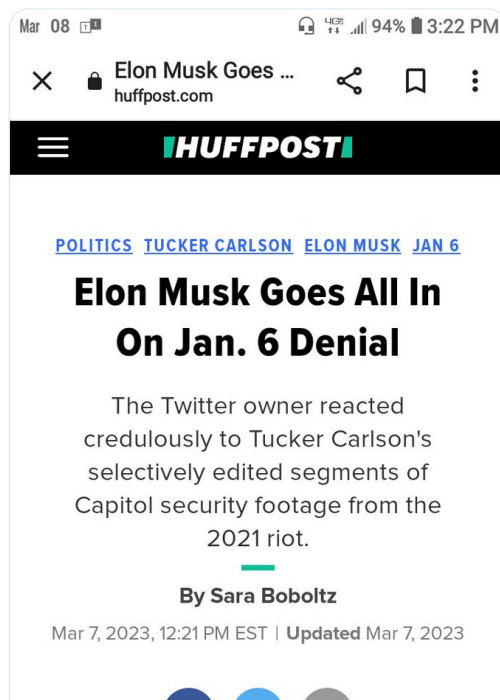 Mar 08 94% 3:22 PM
Elon Musk Goes ...
huffpost.com
HUFFPOST
POLITICS TUCKER CARLSON ELON MUSK JAN 6
Elon Musk Goes All In
On Jan. 6 Denial
The Twitter owner reacted
credulously to Tucker Carlson's
selectively edited segments of
Capitol security footage from the
2021 riot.
By Sara Boboltz
Mar 7, 2023, 12:21 PM EST | Updated Mar 7, 2023